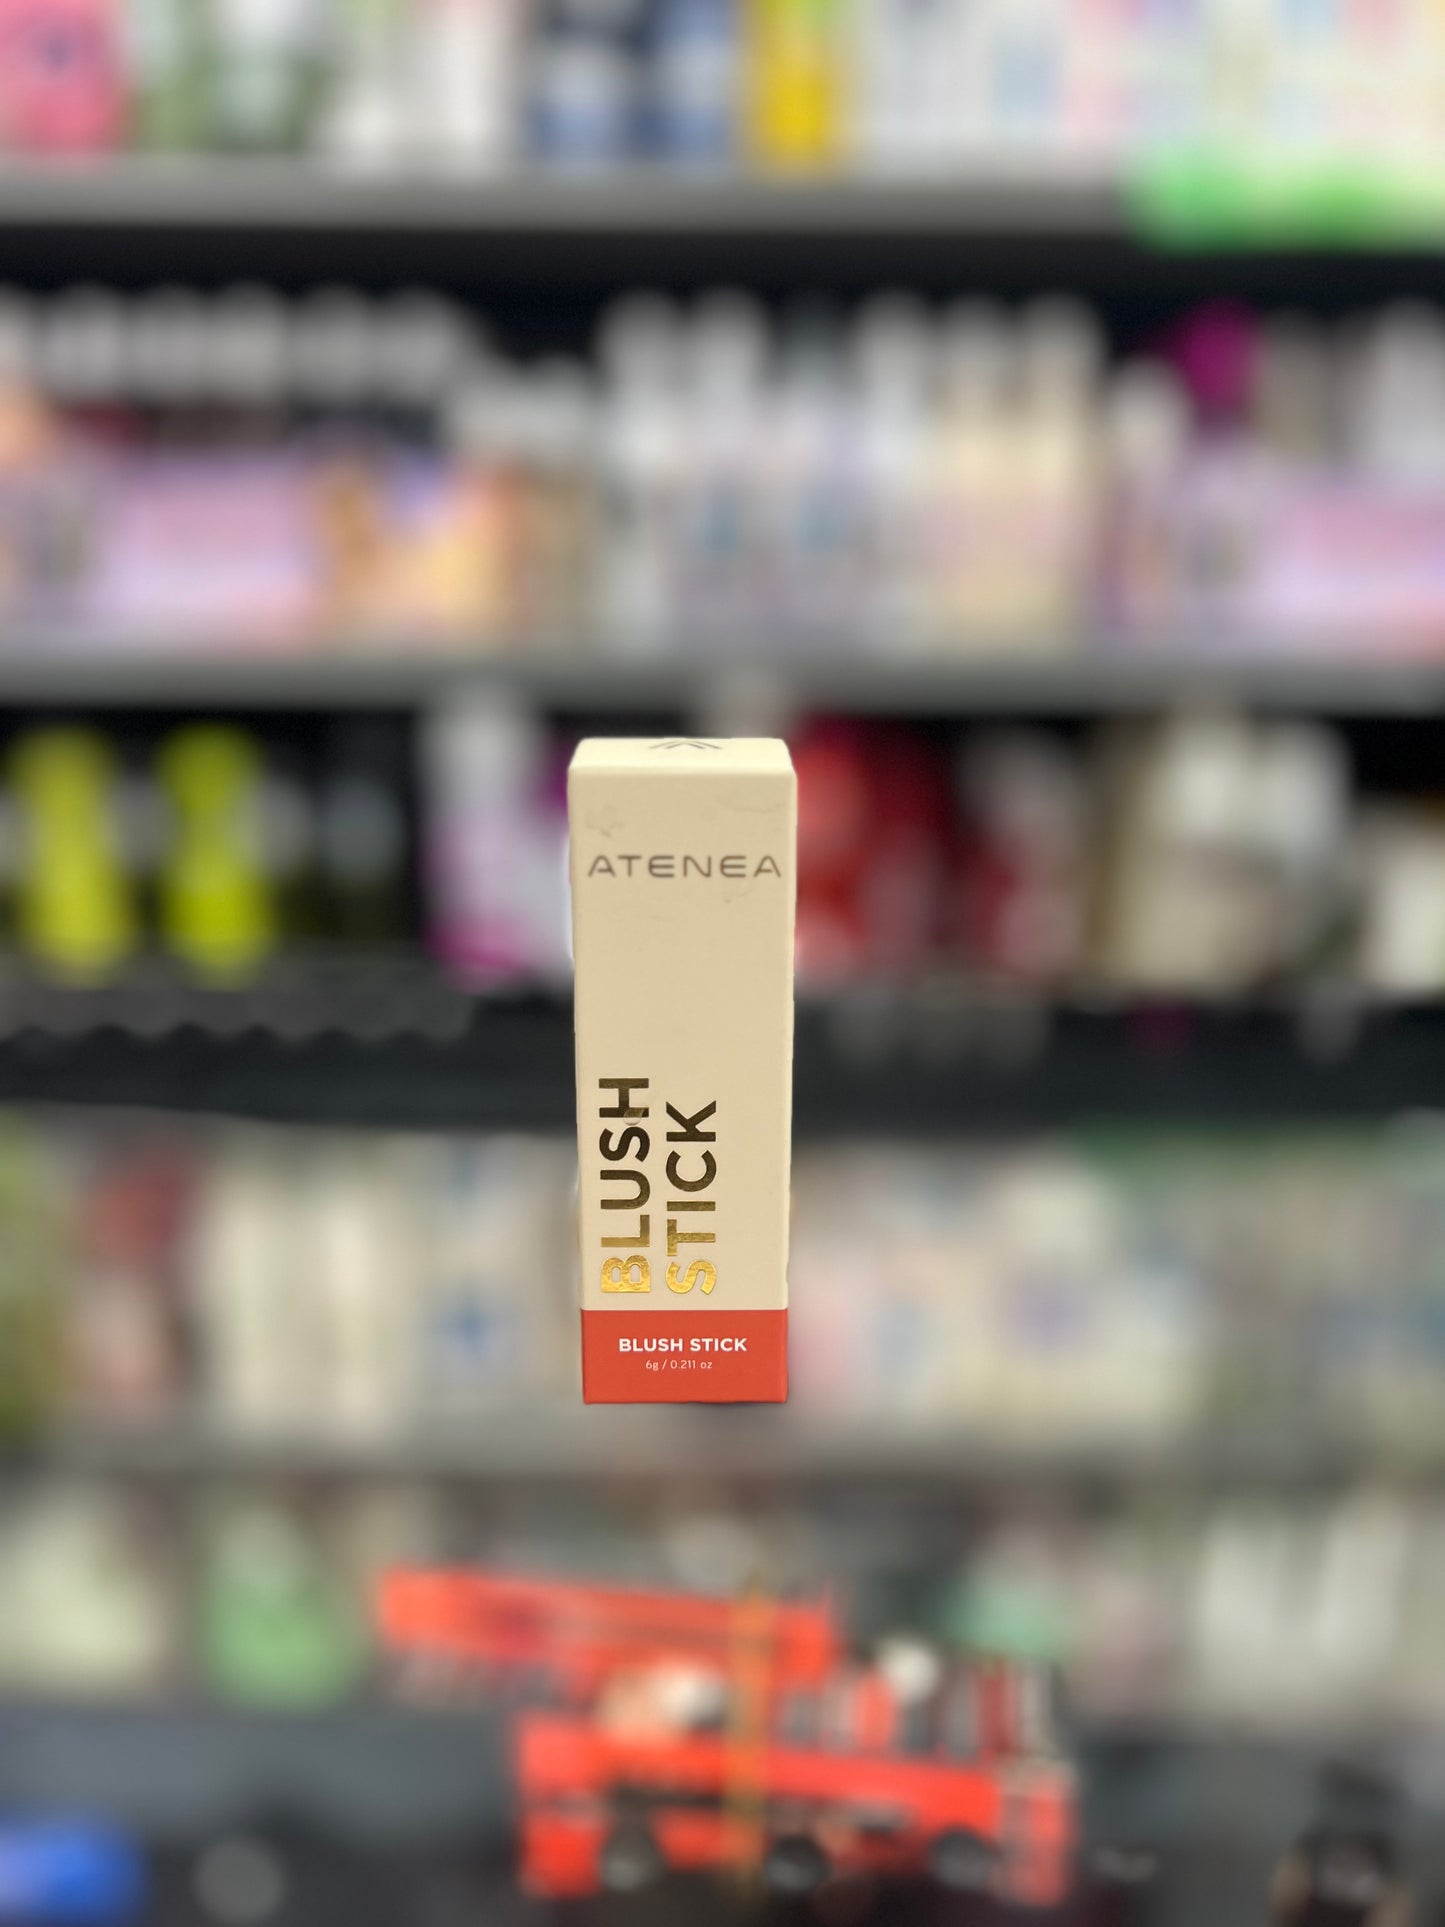 ATENEA
BLUSH
STICK
BLUSH STICK
6g / 0.211 oz